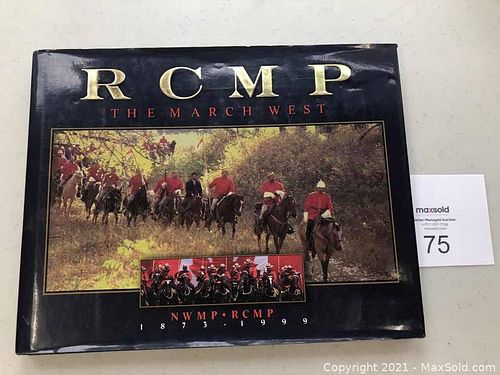 RCMP
THE MARCH WEST
NWMP • RCMP
1873 • 1999
maxsold
75
Copyright 2021 - MaxSold.com